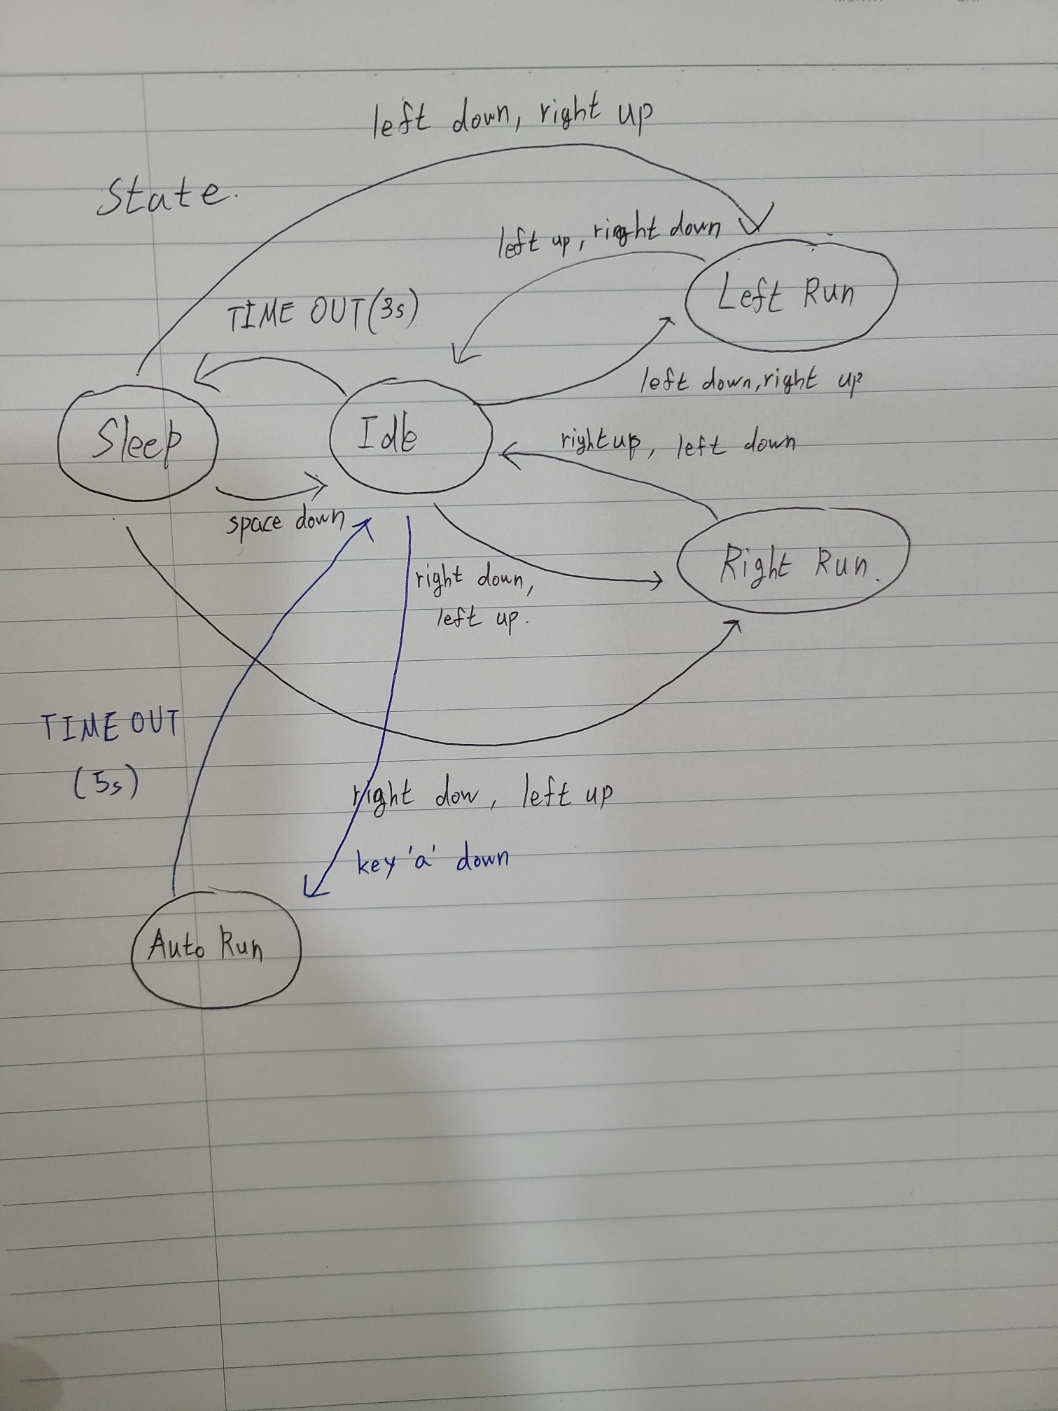 left down, right up
State.
left up, right down
Left Run
TIME OUT(3s)
left down, right up
Sleep
Idle
right up, left down
space down
right down,
left up.
Right Run.
TIME OUT
(5s)
right dow, left up
key 'a' down
Auto Run